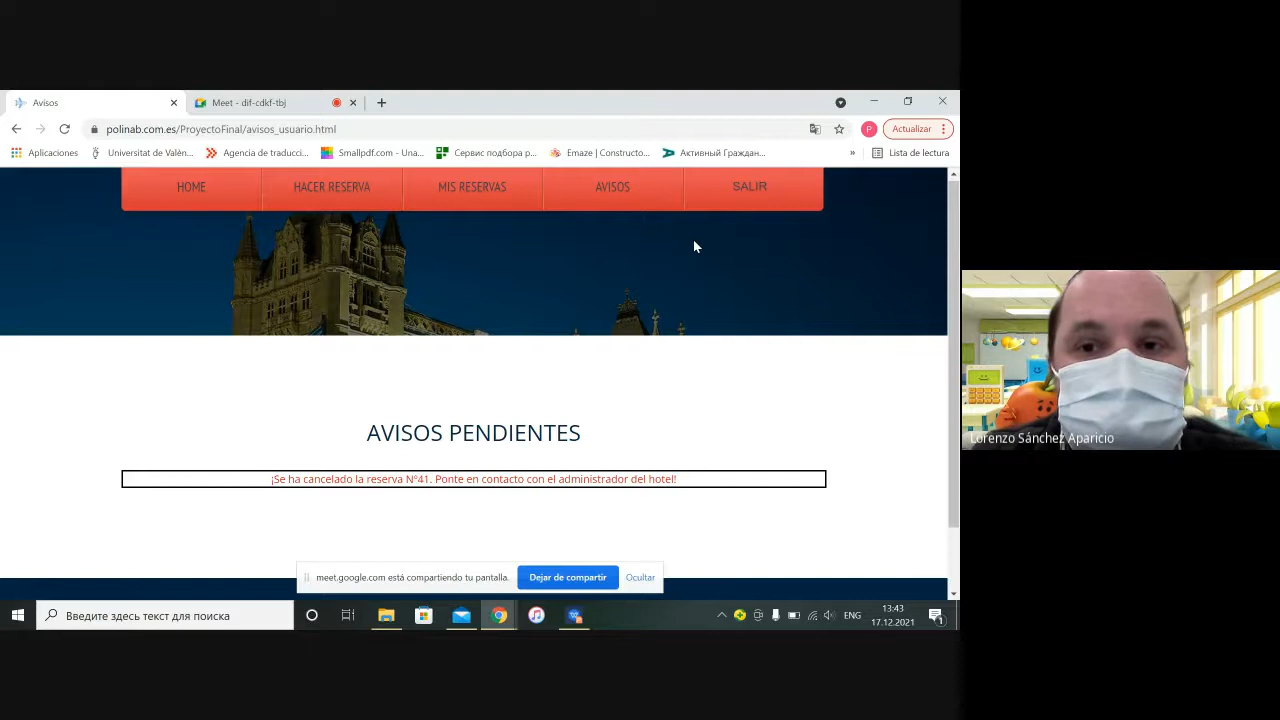 Avisos
Meet - dif-cdkf-tbj
polinab.com.es/ProyectoFinal/avisos_usuario.html
Actualizar
Aplicaciones
Universitat de Valèn...
Agencia de traducci...
Smallpdf.com - Una...
Сервис подбора р...
Emaze | Constructo...
Активный Граждан...
»
Lista de lectura
P
HOME
HACER RESERVA
MIS RESERVAS
AVISOS
SALIR
AVISOS PENDIENTES
¡Se ha cancelado la reserva Nº41. Ponte en contacto con el administrador del hotel!
meet.google.com está compartiendo tu pantalla.
Dejar de compartir
Ocultar
Введите здесь текст для поиска
ENG
13:43
17.12.2021
1
Lorenzo Sánchez Aparicio